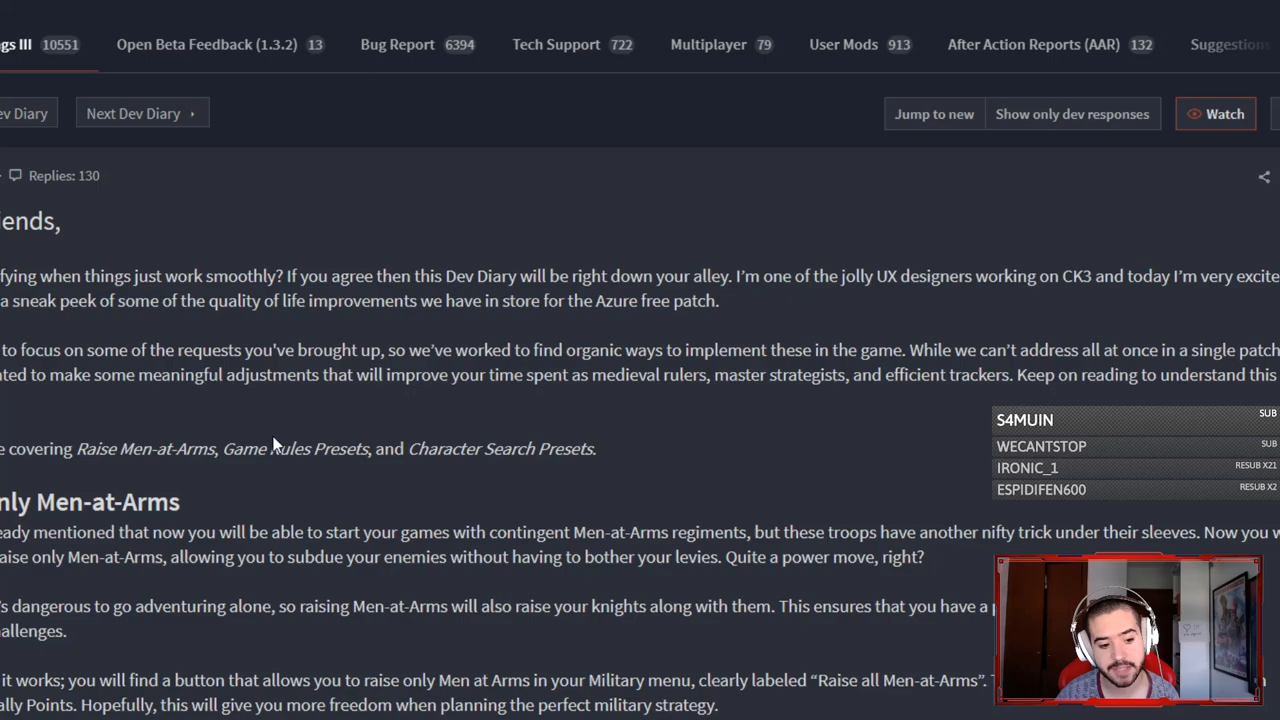 gs III 10551 Open Beta Feedback (1.3.2) 13 Bug Report 6394 Tech Support 722 Multiplayer 79 User Mods 913 After Action Reports (AAR) 132 Suggestions
ev Diary Next Dev Diary Jump to new Show only dev responses Watch
Replies: 130
iends,
fying when things just work smoothly? If you agree then this Dev Diary will be right down your alley. I'm one of the jolly UX designers working on CK3 and today I'm very excite
a sneak peek of some of the quality of life improvements we have in store for the Azure free patch.
to focus on some of the requests you've brought up, so we've worked to find organic ways to implement these in the game. While we can't address all at once in a single patch
ted to make some meaningful adjustments that will improve your time spent as medieval rulers, master strategists, and efficient trackers. Keep on reading to understand this
e covering Raise Men-at-Arms, Game Rules Presets, and Character Search Presets.
S4MUIN SUB
WECANTSTOP SUB
IRONIC_1 RESUB X21
ESPIDIFEN600 RESUB X2
nly Men-at-Arms
eady mentioned that now you will be able to start your games with contingent Men-at-Arms regiments, but these troops have another nifty trick under their sleeves. Now you w
aise only Men-at-Arms, allowing you to subdue your enemies without having to bother your levies. Quite a power move, right?
's dangerous to go adventuring alone, so raising Men-at-Arms will also raise your knights along with them. This ensures that you have a
allenges.
it works; you will find a button that allows you to raise only Men at Arms in your Military menu, clearly labeled "Raise all Men-at-Arms".
ally Points. Hopefully, this will give you more freedom when planning the perfect military strategy.